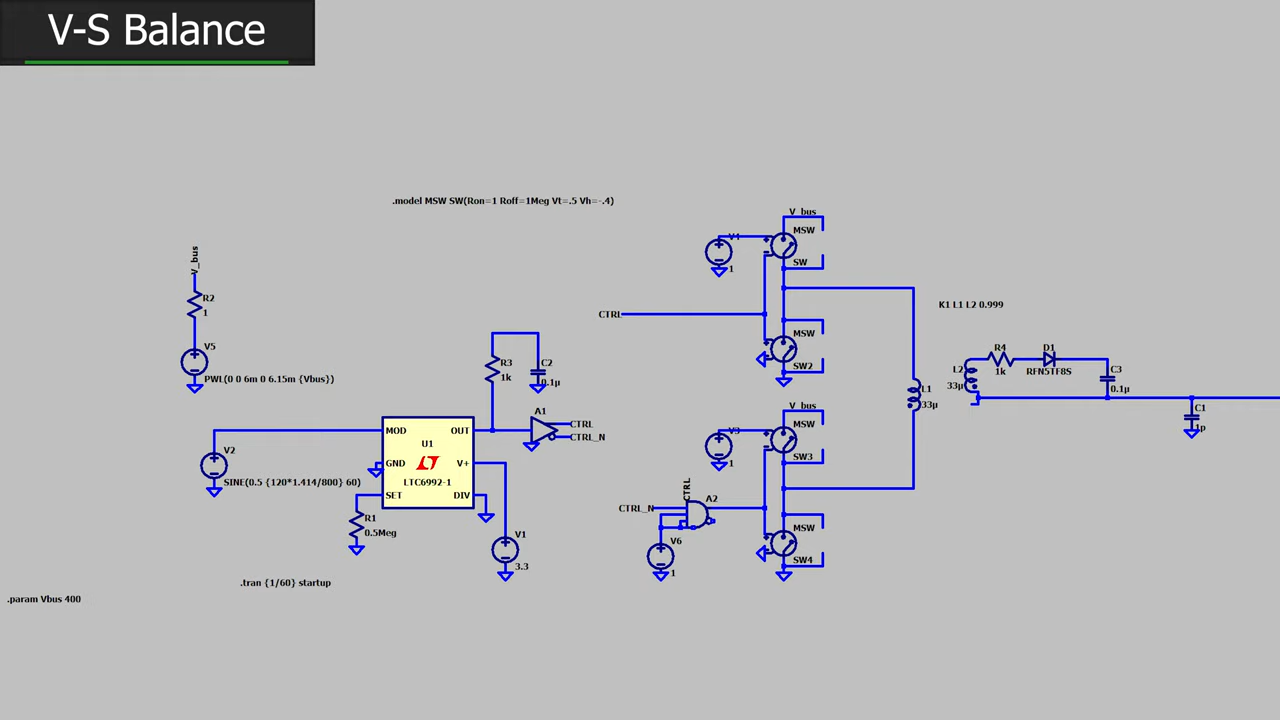 V-S Balance
.model MSW SW(Ron=1 Roff=1Meg Vt=.5 Vh=-.4)
V_bus
R2
1
V5
PWL(0 0 6m 0 6.15m {Vbus})
V2
SINE(0.5 {120*1.414/800} 60)
MOD
OUT
U1
GND
V+
LTC6992-1
SET
DIV
R1
0.5Meg
R3
1k
C2
0.1µ
A1
CTRL
CTRL_N
V1
3.3
.tran {1/60} startup
.param Vbus 400
V_bus
MSW
V4
1
SW
CTRL
MSW
SW2
V_bus
MSW
V3
1
SW3
CTRL
A2
CTRL_N
MSW
V6
1
SW4
K1 L1 L2 0.999
L1
33µ
L2
33µ
R4
1k
D1
RFN5TF8S
C3
0.1µ
C1
1p